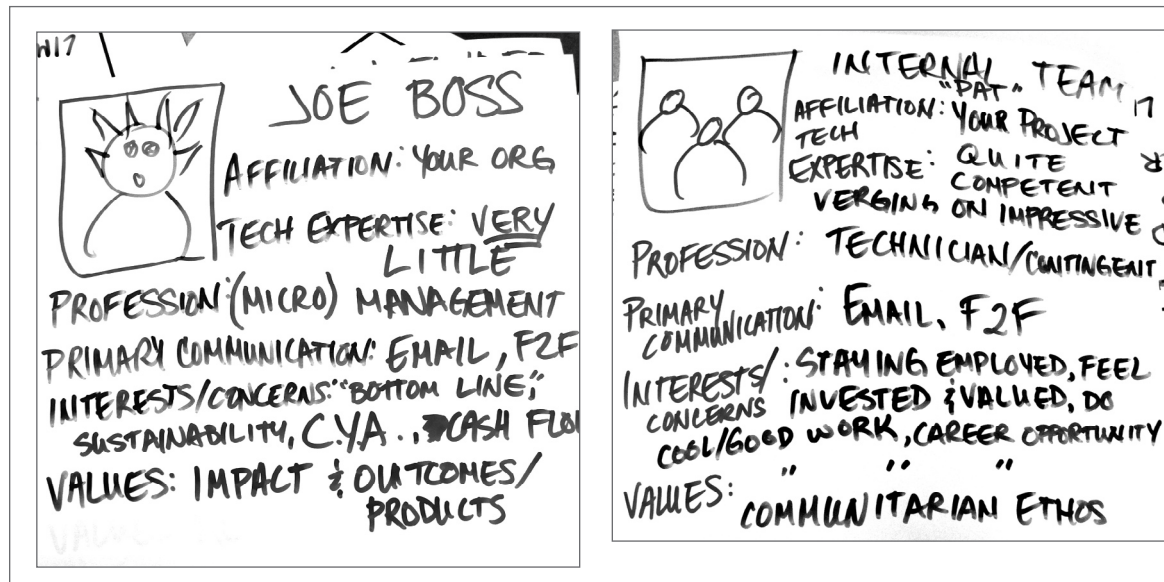 W17
JOE BOSS
AFFILIATION: YOUR ORG
TECH EXPERTISE: VERY
LITTLE
PROFESSION: (MICRO) MANAGEMENT
PRIMARY COMMUNICATION: EMAIL, F2F
INTERESTS/CONCERNS: "BOTTOM LINE",
SUSTAINABILITY, C.Y.A., CASH FLO
VALUES: IMPACT & OUTCOMES/
PRODUCTS
INTERNAL TEAM
"PAT"
AFFILIATION: YOUR PROJECT
TECH
EXPERTISE: QUITE
COMPETENT
VERGING ON IMPRESSIVE
PROFESSION: TECHNICIAN/CONTINGENT
PRIMARY
COMMUNICATION: EMAIL, F2F
INTERESTS/: STAYING EMPLOYED, FEEL
CONCERNS INVESTED & VALUED, DO
COOL/GOOD WORK, CAREER OPPORTUNITY
VALUES: " " "
COMMUNITARIAN ETHOS